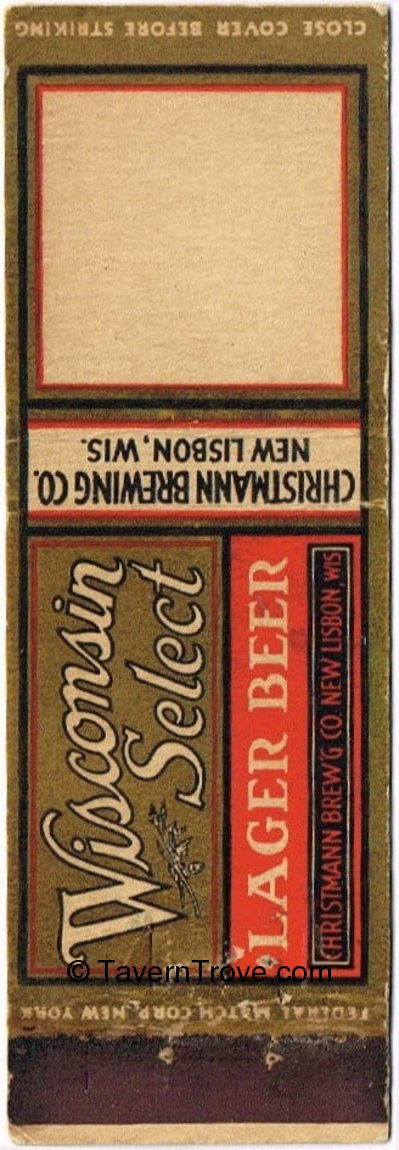 CLOSE COVER BEFORE STRIKING
CHRISTMANN BREWING CO.
NEW LISBON, WIS.
Wisconsin
Select
LAGER BEER
CHRISTMANN BREW'G CO NEW LISBON, WIS
© TavernTrove.com
FEDERAL MATCH CORP, NEW YORK